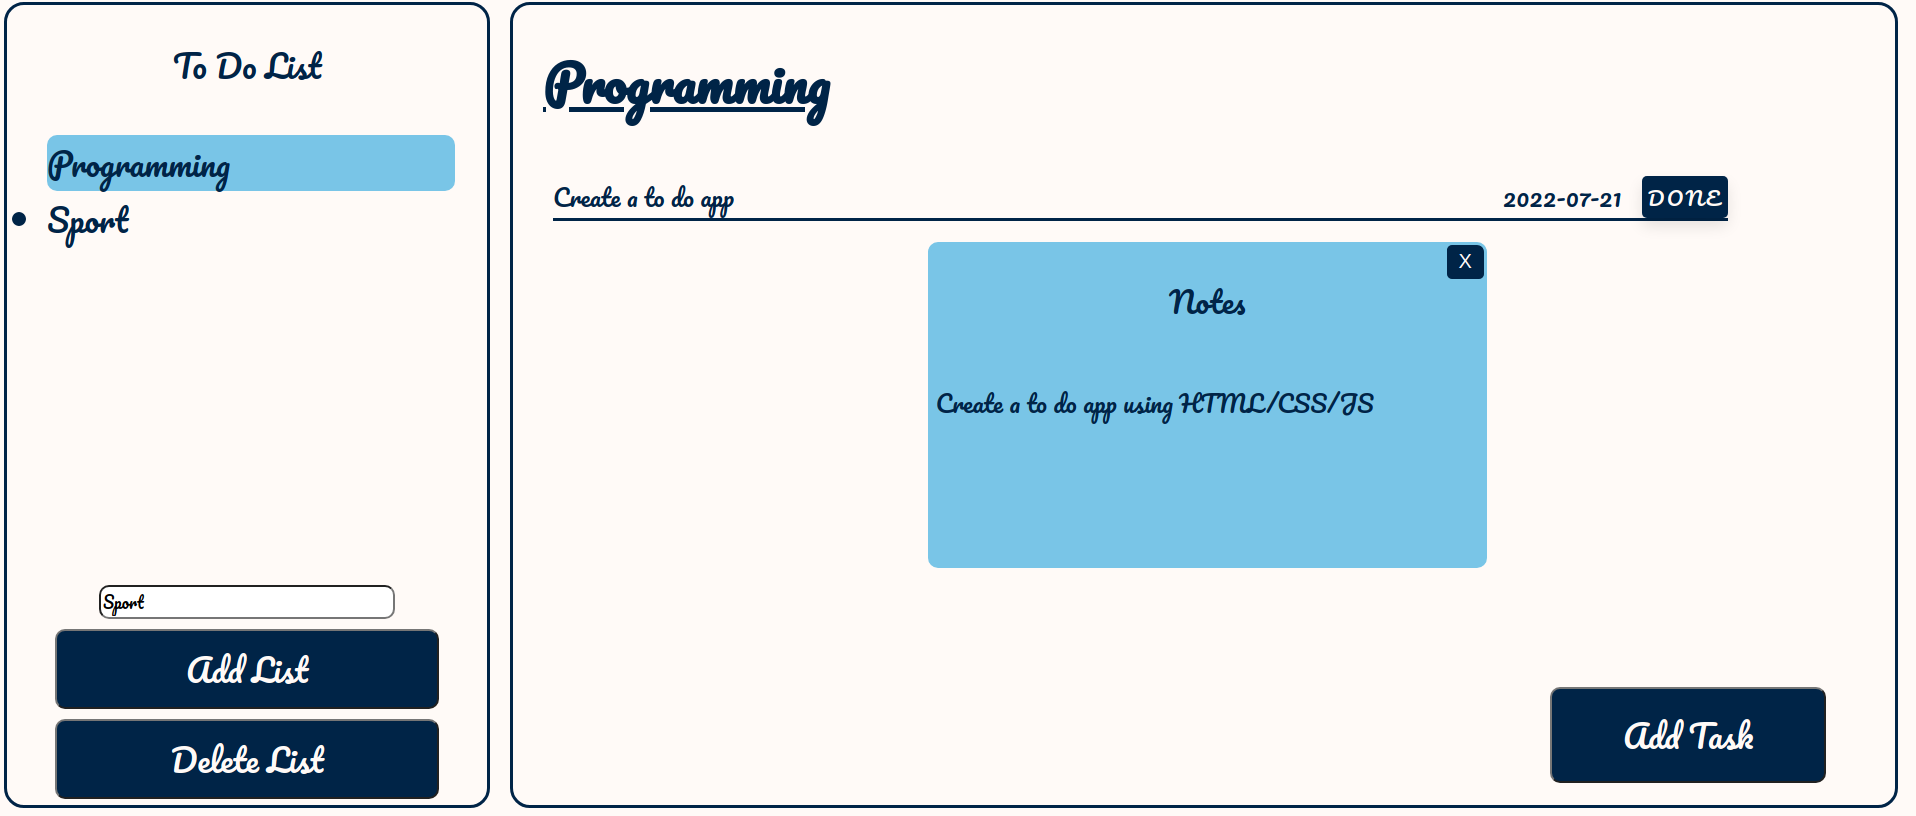 To Do List
Programming
Sport
Sport
Add List
Delete List
Programming
Create a to do app 2022-07-21 DONE
X
Notes
Create a to do app using HTML/CSS/JS
Add Task